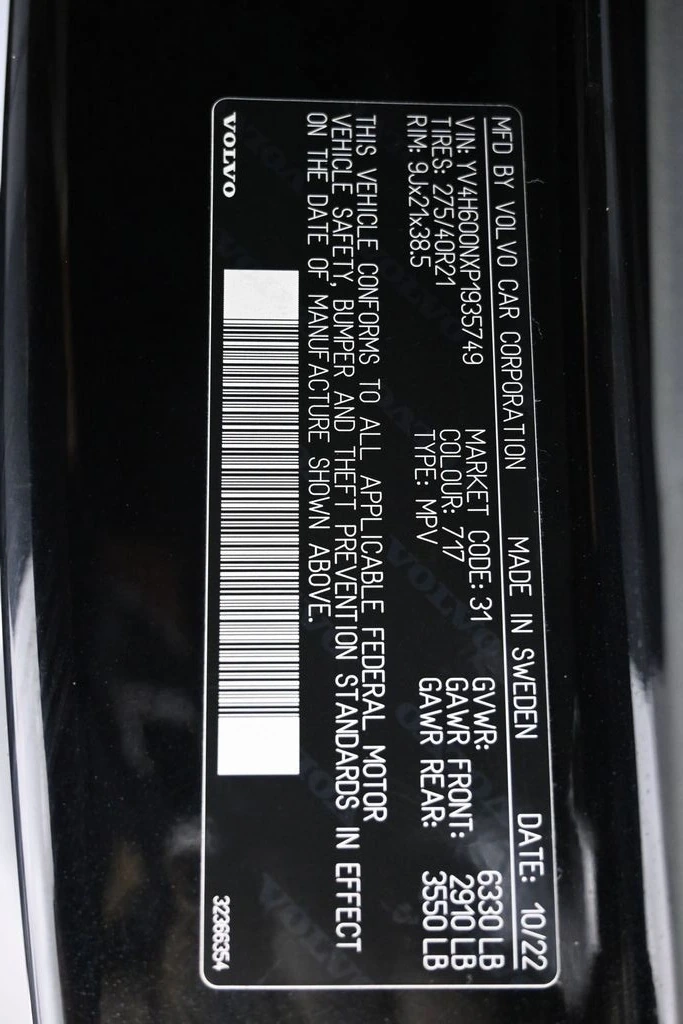 MFD BY VOLVO CAR CORPORATION MADE IN SWEDEN DATE: 10/22
VIN: YV4H600NXP1935749 MARKET CODE: 31 GVWR: 6330 LB
TIRES: 275/40R21 COLOUR: 717 GAWR FRONT: 2910 LB
RIM: 9Jx21x38.5 TYPE: MPV GAWR REAR: 3550 LB
THIS VEHICLE CONFORMS TO ALL APPLICABLE FEDERAL MOTOR
VEHICLE SAFETY, BUMPER AND THEFT PREVENTION STANDARDS IN EFFECT
ON THE DATE OF MANUFACTURE SHOWN ABOVE.
VOLVO 32366354